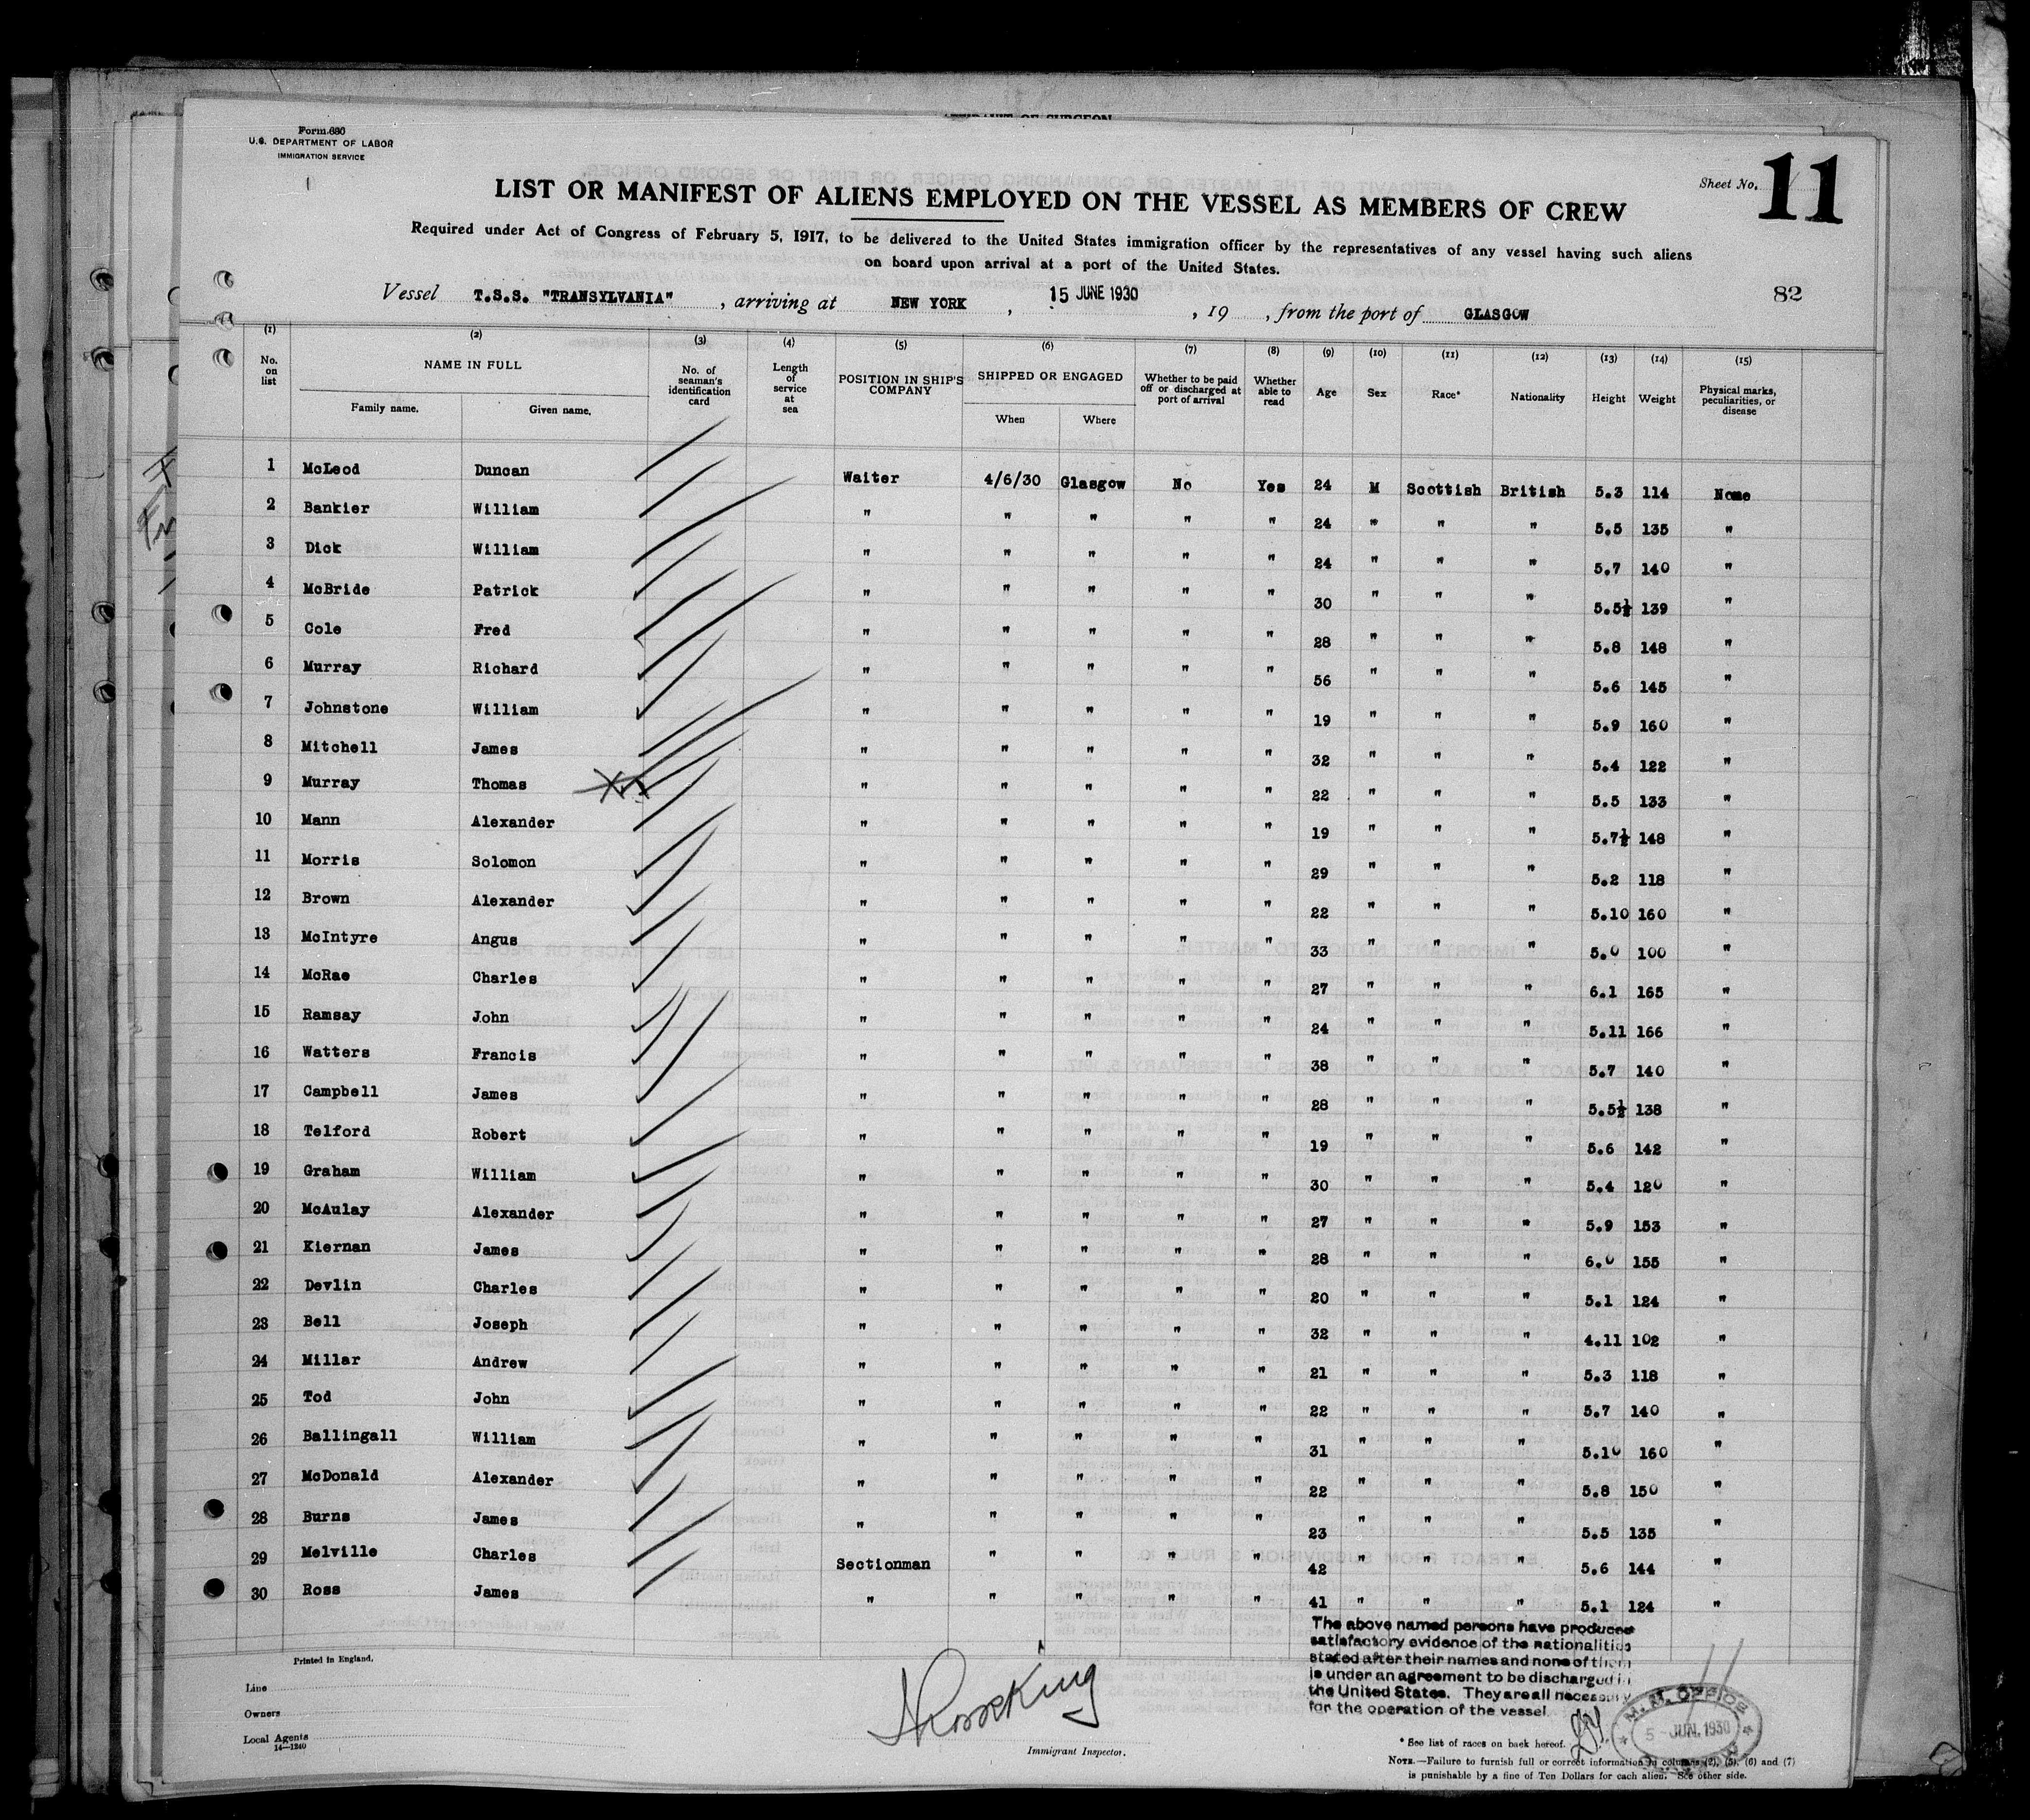 Form 680
U.S. DEPARTMENT OF LABOR
IMMIGRATION SERVICE
Sheet No. 11
LIST OR MANIFEST OF ALIENS EMPLOYED ON THE VESSEL AS MEMBERS OF CREW
Required under Act of Congress of February 5, 1917, to be delivered to the United States immigration officer by the representatives of any vessel having such aliens
on board upon arrival at a port of the United States.
82
Vessel T.S.S. "TRANSYLVANIA", arriving at NEW YORK, 15 JUNE 1930, 19 , from the port of GLASGOW
(1) (2) (3) (4) (5) (6) (7) (8) (9) (10) (11) (12) (13) (14) (15)
No. on list NAME IN FULL No. of seaman's identification card Length of service at sea POSITION IN SHIP'S COMPANY SHIPPED OR ENGAGED Whether to be paid off or discharged at port of arrival Whether able to read Age Sex Race* Nationality Height Weight Physical marks, peculiarities, or disease
Family name. Given name. When Where
1 McLeod Duncan Waiter 4/6/30 Glasgow No Yes 24 M Scottish British 5.3 114 None
2 Bankier William " " " " " 24 " " " 5.5 135 "
3 Dick William " " " " " 24 " " " 5.7 140 "
4 McBride Patrick " " " " " 30 " " " 5.5½ 139 "
5 Cole Fred " " " " " 28 " " " 5.8 148 "
6 Murray Richard " " " " " 56 " " " 5.6 145 "
7 Johnstone William " " " " " 19 " " " 5.9 160 "
8 Mitchell James " " " " " 32 " " " 5.4 122 "
9 Murray Thomas " " " " " 22 " " " 5.5 133 "
10 Mann Alexander " " " " " 19 " " " 5.7½ 148 "
11 Morris Solomon " " " " " 29 " " " 5.2 118 "
12 Brown Alexander " " " " " 22 " " " 5.10 160 "
13 McIntyre Angus " " " " " 33 " " " 5.0 100 "
14 McRae Charles " " " " " 27 " " " 6.1 165 "
15 Ramsay John " " " " " 24 " " " 5.11 166 "
16 Watters Francis " " " " " 38 " " " 5.7 140 "
17 Campbell James " " " " " 28 " " " 5.5½ 138 "
18 Telford Robert " " " " " 19 " " " 5.6 142 "
19 Graham William " " " " " 30 " " " 5.4 120 "
20 McAulay Alexander " " " " " 27 " " " 5.9 153 "
21 Kiernan James " " " " " 28 " " " 6.0 155 "
22 Devlin Charles " " " " " 20 " " " 5.1 124 "
23 Bell Joseph " " " " " 32 " " " 4.11 102 "
24 Millar Andrew " " " " " 21 " " " 5.3 118 "
25 Tod John " " " " " 22 " " " 5.7 140 "
26 Ballingall William " " " " " 31 " " " 5.10 160 "
27 McDonald Alexander " " " " " 22 " " " 5.8 150 "
28 Burns James " " " " " 23 " " " 5.5 135 "
29 Melville Charles Sectionman " " " " 42 " " " 5.6 144 "
30 Ross James " " " " " 41 " " " 5.1 124 "
The above named persons have produced
satisfactory evidence of the nationalities
stated after their names and none of them
is under an agreement to be discharged in
the United States. They are all necessary
for the operation of the vessel
Printed in England.
Line
Owners
Local Agents
14—1240
Immigrant Inspector.
M.M. OFFICE
5 - JUN. 1930
* See list of races on back hereof.
NOTE.—Failure to furnish full or correct information in columns (2), (5), (6) and (7)
is punishable by a fine of Ten Dollars for each alien. See other side.